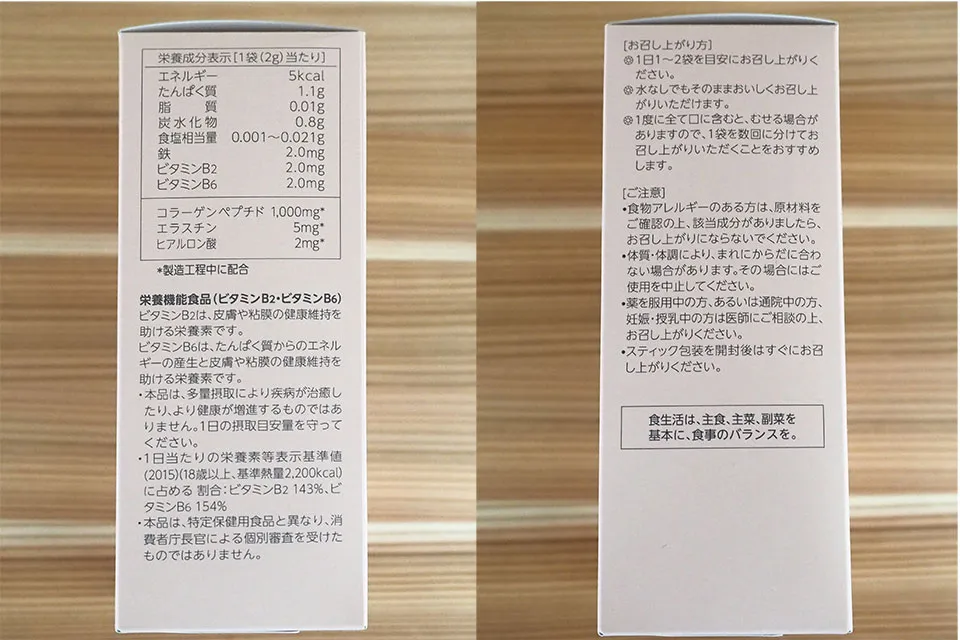 栄養成分表示[1袋(2g)当たり]
エネルギー 5kcal
たんぱく質 1.1g
脂 質 0.01g
炭水化物 0.8g
食塩相当量 0.001～0.021g
鉄 2.0mg
ビタミンB2 2.0mg
ビタミンB6 2.0mg
コラーゲンペプチド 1,000mg*
エラスチン 5mg*
ヒアルロン酸 2mg*
*製造工程中に配合
栄養機能食品(ビタミンB2・ビタミンB6)
ビタミンB2は、皮膚や粘膜の健康維持を
助ける栄養素です。
ビタミンB6は、たんぱく質からのエネル
ギーの産生と皮膚や粘膜の健康維持を
助ける栄養素です。
・本品は、多量摂取により疾病が治癒し
たり、より健康が増進するものではあ
りません。1日の摂取目安量を守って
ください。
・1日当たりの栄養素等表示基準値
(2015)(18歳以上、基準熱量2,200kcal)
に占める 割合：ビタミンB2 143%、ビ
タミンB6 154%
・本品は、特定保健用食品と異なり、消
費者庁長官による個別審査を受けた
ものではありません。
[お召し上がり方]
◎1日1～2袋を目安にお召し上がりく
ださい。
◎水なしでもそのままおいしくお召し上
がりいただけます。
◎1度に全て口に含むと、むせる場合が
ありますので、1袋を数回に分けてお
召し上がりいただくことをおすすめ
します。
[ご注意]
•食物アレルギーのある方は、原材料を
ご確認の上、該当成分がありましたら、
お召し上がりにならないでください。
•体質・体調により、まれにからだに合わ
ない場合があります。その場合にはご
使用を中止してください。
•薬を服用中の方、あるいは通院中の方、
妊娠・授乳中の方は医師にご相談の上、
お召し上がりください。
•スティック包装を開封後はすぐにお召
し上がりください。
食生活は、主食、主菜、副菜を
基本に、食事のバランスを。